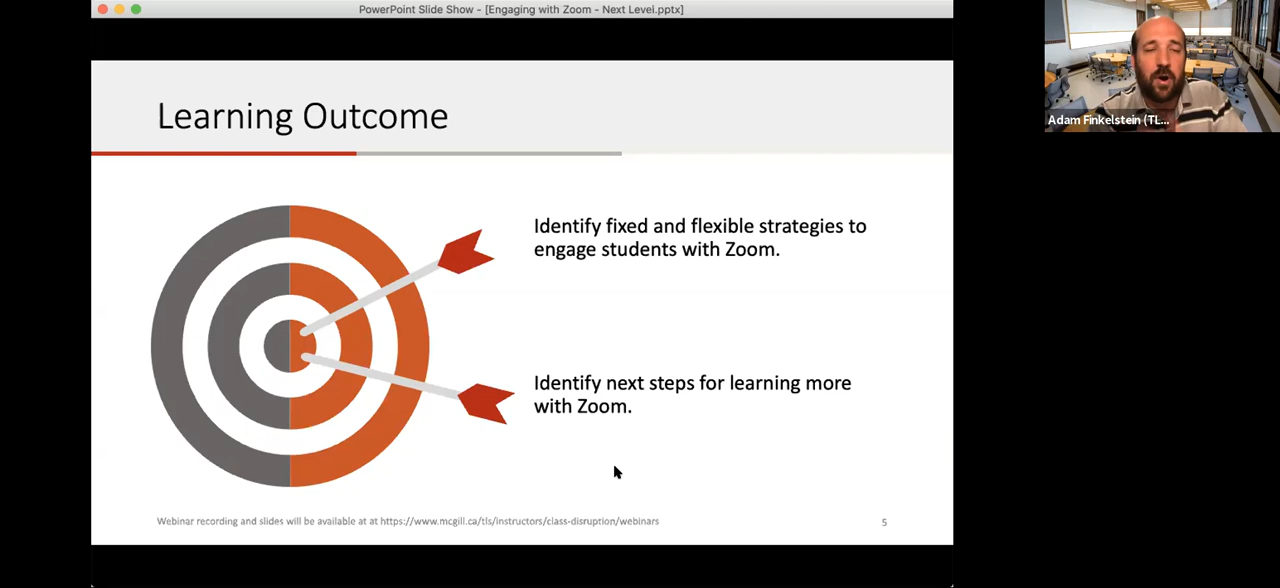 PowerPoint Slide Show - [Engaging with Zoom - Next Level.pptx]
Adam Finkelstein (TL...
Learning Outcome
Identify fixed and flexible strategies to
engage students with Zoom.
Identify next steps for learning more
with Zoom.
Webinar recording and slides will be available at at https://www.mcgill.ca/tls/instructors/class-disruption/webinars
5